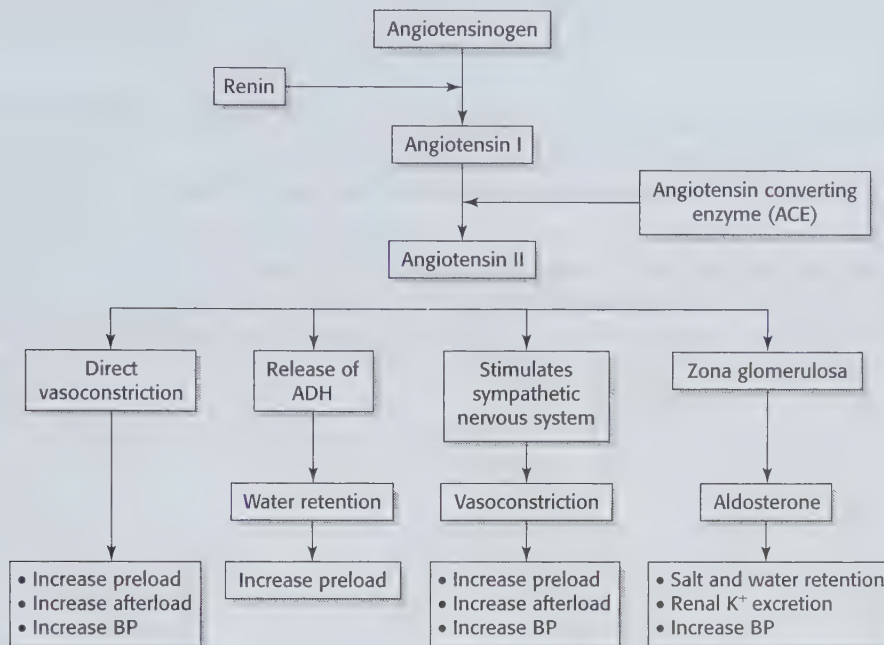 Angiotensinogen
Renin
Angiotensin I
Angiotensin converting
enzyme (ACE)
Angiotensin II
Direct
vasoconstriction
Release of
ADH
Stimulates
sympathetic
nervous system
Zona glomerulosa
Water retention
Vasoconstriction
Aldosterone
• Increase preload
• Increase afterload
• Increase BP
Increase preload
• Increase preload
• Increase afterload
• Increase BP
• Salt and water retention
• Renal K⁺ excretion
• Increase BP